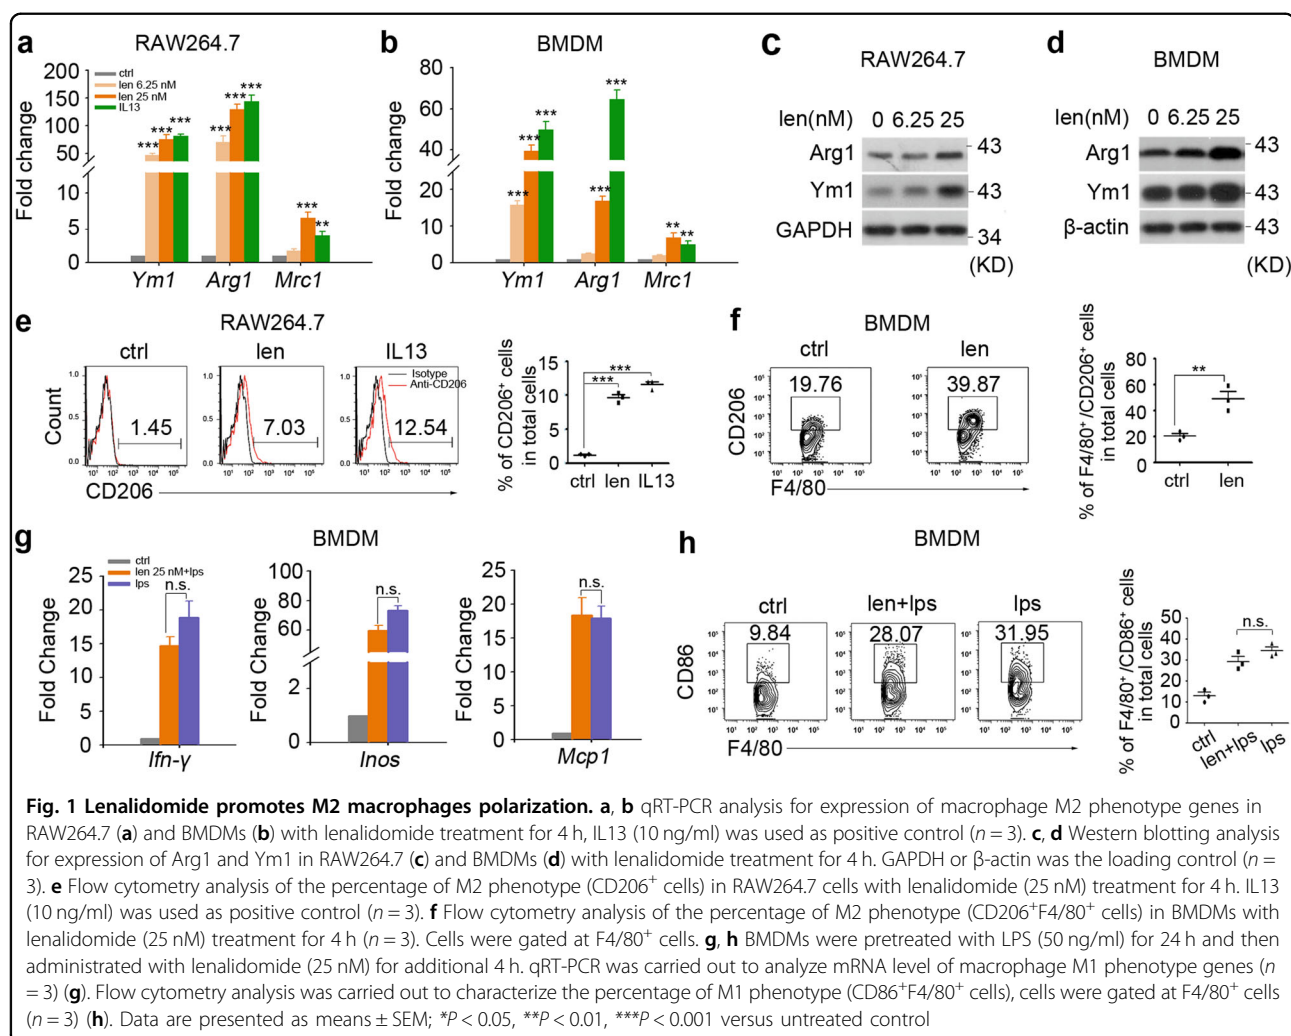 a
RAW264.7
Fold change
200
150
100
50
10
5
0
ctrl
len 6.25 nM
len 25 nM
IL13
*** *** ***
*** *** ***
*** **
Ym1 Arg1 Mrc1
b
BMDM
Fold change
80
60
40
20
10
0
*** *** ***
*** ***
** **
Ym1 Arg1 Mrc1
c
RAW264.7
len(nM) 0 6.25 25
Arg1 43
Ym1 43
GAPDH 34
(KD)
d
BMDM
len(nM) 0 6.25 25
Arg1 43
Ym1 43
β-actin 43
(KD)
e
RAW264.7
ctrl len IL13
Isotype
Anti-CD206
Count
1.45 7.03 12.54
CD206
% of CD206+ cells
in total cells
15
10
5
0
***
***
ctrl len IL13
f
BMDM
ctrl len
19.76 39.87
CD206
F4/80
% of F4/80+/CD206+ cells
in total cells
80
60
40
20
0
**
ctrl len
g
BMDM
ctrl
len 25 nM+lps
lps
Fold Change
25
20
15
10
5
0
n.s.
Ifn-γ
Fold Change
100
80
60
2
0
n.s.
Inos
Fold Change
25
20
15
10
5
0
n.s.
Mcp1
h
BMDM
ctrl len+lps lps
9.84 28.07 31.95
CD86
F4/80
% of F4/80+/CD86+ cells
in total cells
50
40
30
20
10
0
n.s.
ctrl len+lps lps
Fig. 1 Lenalidomide promotes M2 macrophages polarization. a, b qRT-PCR analysis for expression of macrophage M2 phenotype genes in
RAW264.7 (a) and BMDMs (b) with lenalidomide treatment for 4 h, IL13 (10 ng/ml) was used as positive control (n = 3). c, d Western blotting analysis
for expression of Arg1 and Ym1 in RAW264.7 (c) and BMDMs (d) with lenalidomide treatment for 4 h. GAPDH or β-actin was the loading control (n =
3). e Flow cytometry analysis of the percentage of M2 phenotype (CD206+ cells) in RAW264.7 cells with lenalidomide (25 nM) treatment for 4 h. IL13
(10 ng/ml) was used as positive control (n = 3). f Flow cytometry analysis of the percentage of M2 phenotype (CD206+F4/80+ cells) in BMDMs with
lenalidomide (25 nM) treatment for 4 h (n = 3). Cells were gated at F4/80+ cells. g, h BMDMs were pretreated with LPS (50 ng/ml) for 24 h and then
administrated with lenalidomide (25 nM) for additional 4 h. qRT-PCR was carried out to analyze mRNA level of macrophage M1 phenotype genes (n
= 3) (g). Flow cytometry analysis was carried out to characterize the percentage of M1 phenotype (CD86+F4/80+ cells), cells were gated at F4/80+ cells
(n = 3) (h). Data are presented as means ± SEM; *P < 0.05, **P < 0.01, ***P < 0.001 versus untreated control